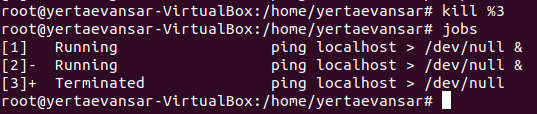 root@yertaevansar-VirtualBox:/home/yertaevansar# kill %3
root@yertaevansar-VirtualBox:/home/yertaevansar# jobs
[1]   Running                 ping localhost > /dev/null &
[2]-  Running                 ping localhost > /dev/null &
[3]+  Terminated              ping localhost > /dev/null
root@yertaevansar-VirtualBox:/home/yertaevansar#